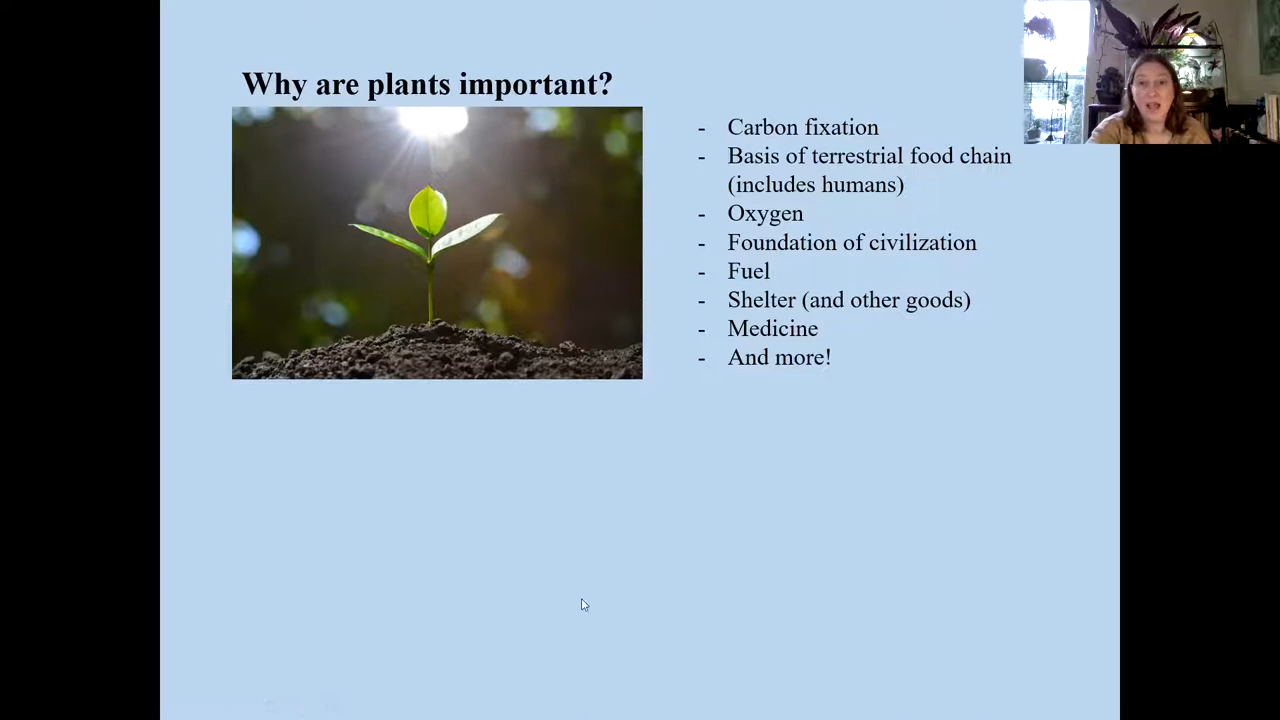 Why are plants important?
- Carbon fixation
- Basis of terrestrial food chain
(includes humans)
- Oxygen
- Foundation of civilization
- Fuel
- Shelter (and other goods)
- Medicine
- And more!